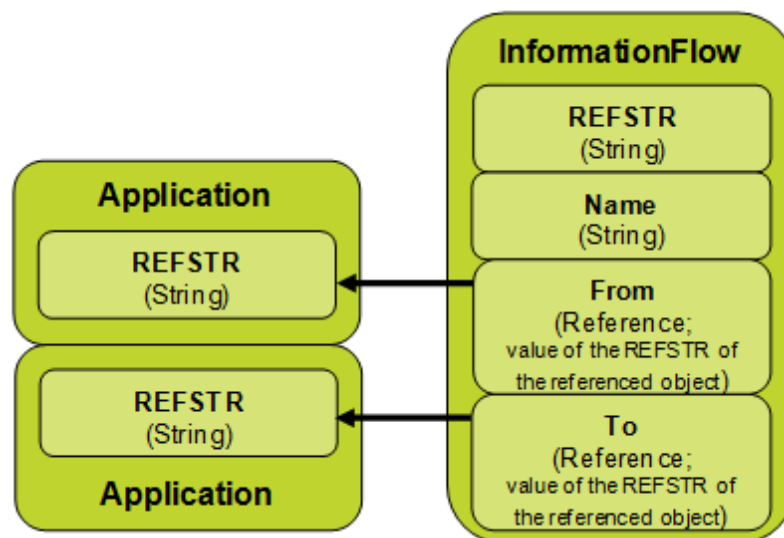 InformationFlow
REFSTR
(String)
Name
(String)
From
(Reference;
value of the REFSTR of
the referenced object)
To
(Reference;
value of the REFSTR of
the referenced object)
Application
REFSTR
(String)
REFSTR
(String)
Application